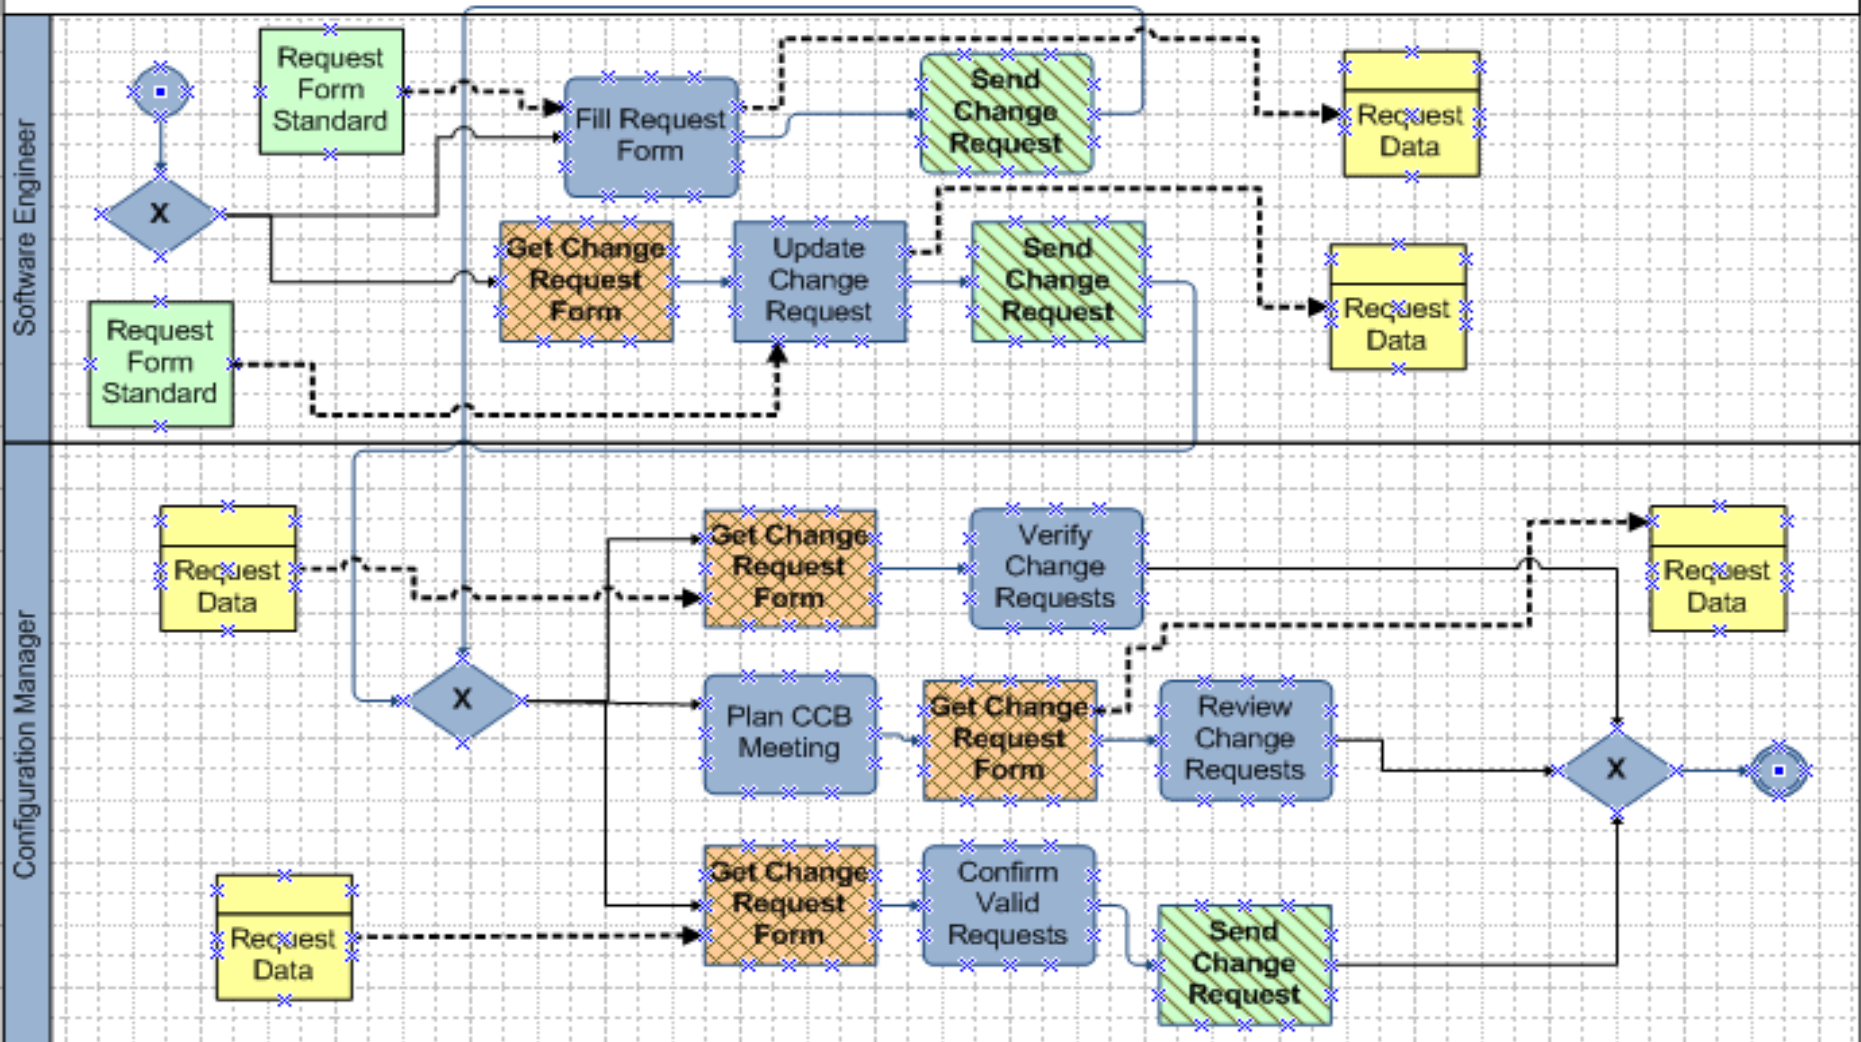 Software Engineer
Request
Form
Standard
Fill Request
Form
Send
Change
Request
Request
Data
X
Get Change
Request
Form
Update
Change
Request
Send
Change
Request
Request
Data
Request
Form
Standard
Configuration Manager
Request
Data
Get Change
Request
Form
Verify
Change
Requests
Request
Data
X
Plan CCB
Meeting
Get Change
Request
Form
Review
Change
Requests
X
Request
Data
Get Change
Request
Form
Confirm
Valid
Requests
Send
Change
Request